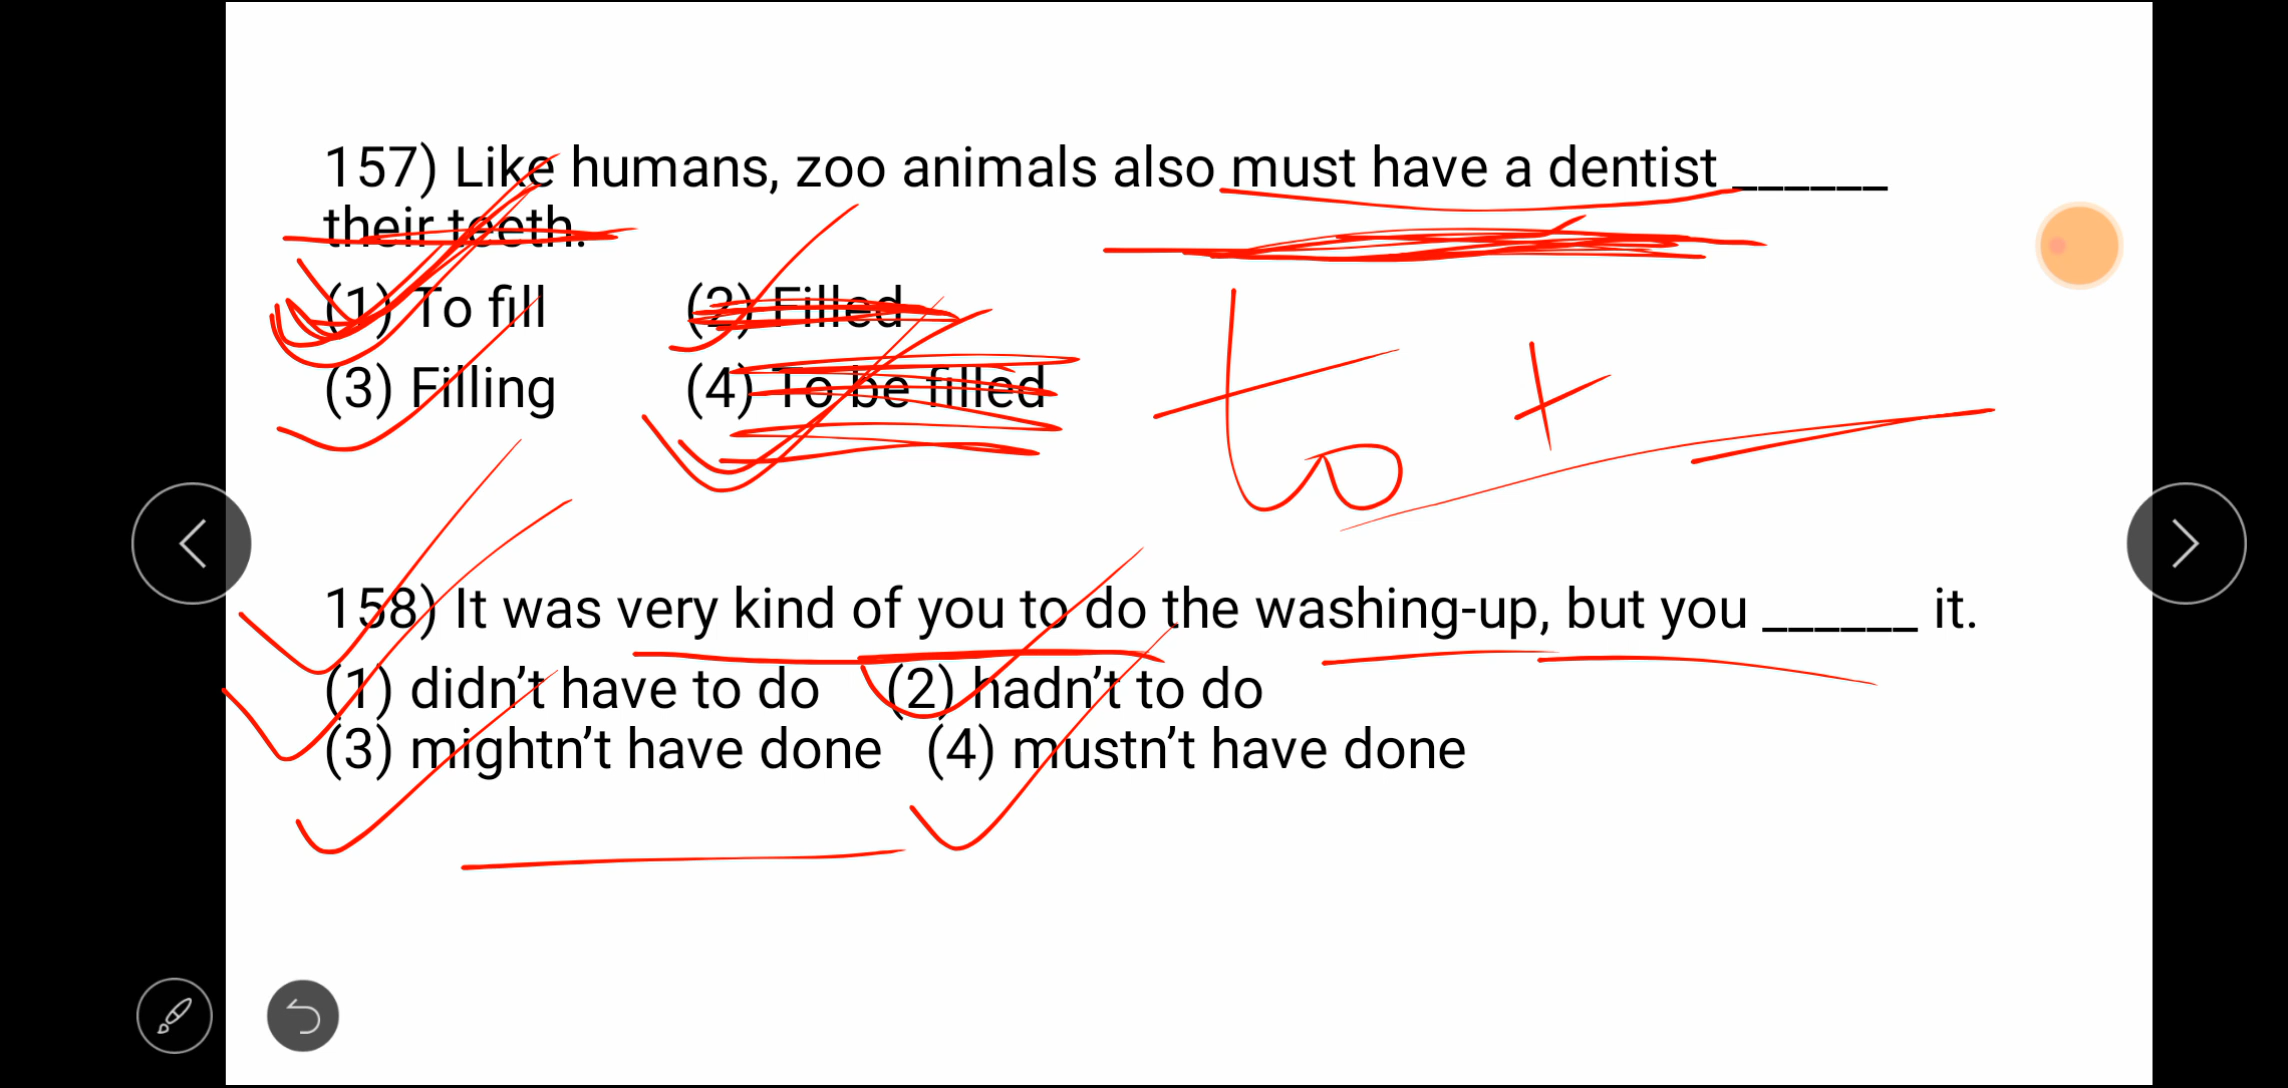 157) Like humans, zoo animals also must have a dentist ______
their teeth.
(1) To fill (2) Filled
(3) Filling (4) To be filled
to +
158) It was very kind of you to do the washing-up, but you ______ it.
(1) didn't have to do (2) hadn't to do
(3) mightn't have done (4) mustn't have done